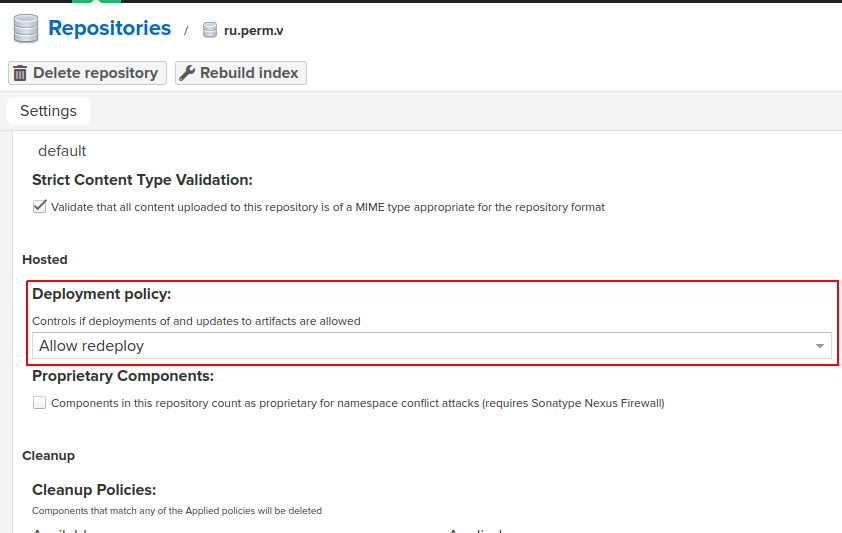 Repositories / ru.perm.v
Delete repository Rebuild index
Settings
default
Strict Content Type Validation:
Validate that all content uploaded to this repository is of a MIME type appropriate for the repository format
Hosted
Deployment policy:
Controls if deployments of and updates to artifacts are allowed
Allow redeploy
Proprietary Components:
Components in this repository count as proprietary for namespace conflict attacks (requires Sonatype Nexus Firewall)
Cleanup
Cleanup Policies:
Components that match any of the Applied policies will be deleted